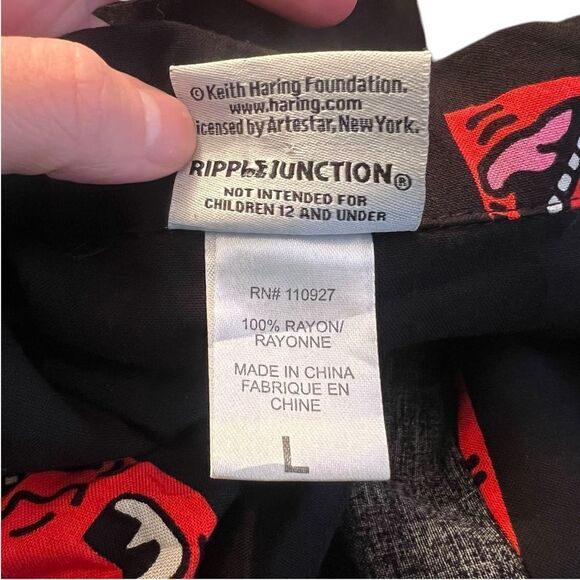 © Keith Haring Foundation.
www.haring.com
icensed by Artestar, New York.
RIPPLE JUNCTION®
NOT INTENDED FOR
CHILDREN 12 AND UNDER
RN# 110927
100% RAYON/
RAYONNE
MADE IN CHINA
FABRIQUE EN
CHINE
L